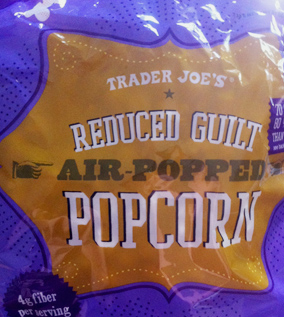 TRADER JOE'S
REDUCED GUILT
AIR-POPPED
POPCORN
4g fiber
per serving